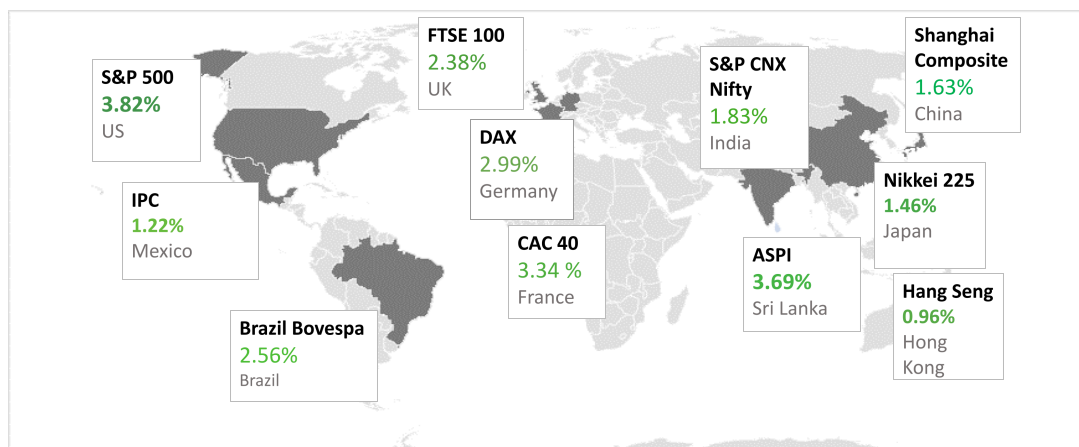 S&P 500
3.82%
US
FTSE 100
2.38%
UK
S&P CNX
Nifty
1.83%
India
Shanghai
Composite
1.63%
China
DAX
2.99%
Germany
IPC
1.22%
Mexico
Nikkei 225
1.46%
Japan
CAC 40
3.34 %
France
ASPI
3.69%
Sri Lanka
Hang Seng
0.96%
Hong
Kong
Brazil Bovespa
2.56%
Brazil